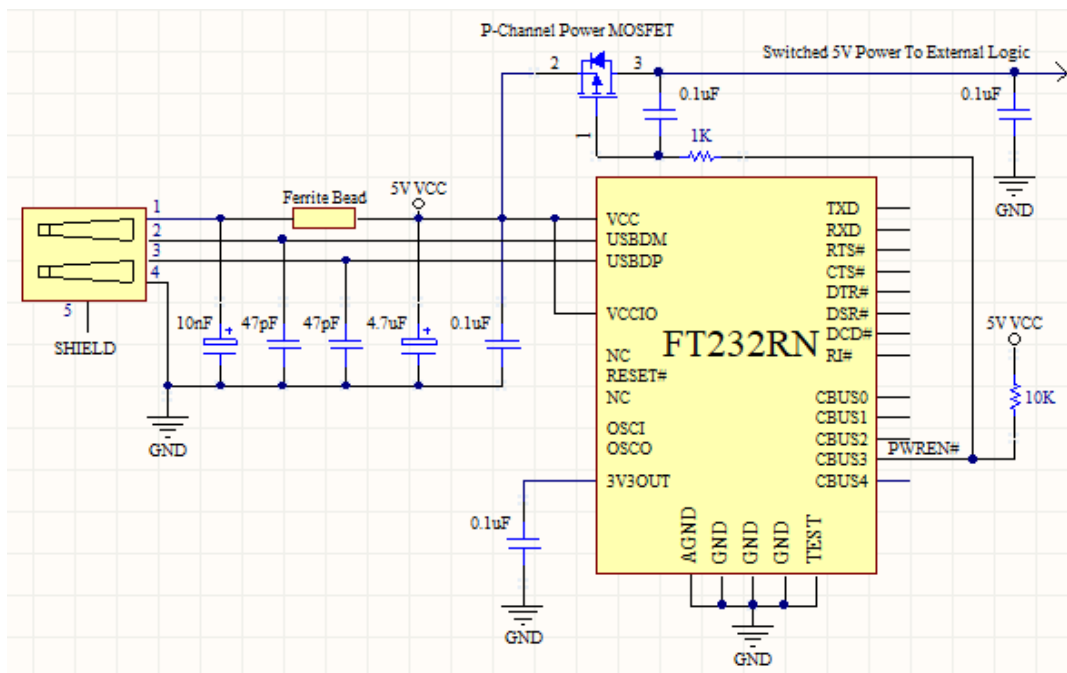 P-Channel Power MOSFET
Switched 5V Power To External Logic
2
3
0.1uF
0.1uF
1
1K
GND
5V VCC
Ferrite Bead
1
2
3
4
5
SHIELD
10nF
+
47pF
47pF
4.7uF
+
0.1uF
GND
VCC
USBDM
USBDP
VCCIO
NC
RESET#
NC
OSCI
OSCO
3V3OUT
FT232RN
TXD
RXD
RTS#
CTS#
DTR#
DSR#
DCD#
RI#
CBUS0
CBUS1
CBUS2
CBUS3
CBUS4
PWREN#
5V VCC
10K
0.1uF
GND
AGND
GND
GND
GND
TEST
GND